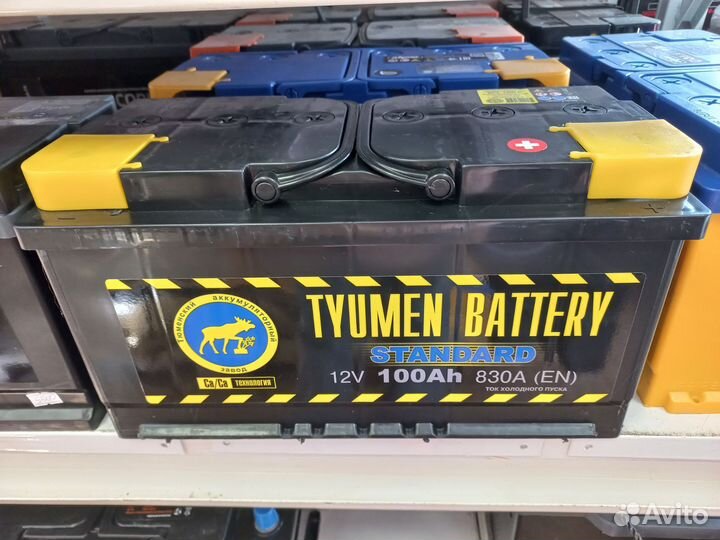 Тюменский аккумуляторный
завод
Ca/Ca технология
TYUMEN BATTERY
STANDARD
12V 100Ah 830A (EN)
ток холодного пуска
Avito